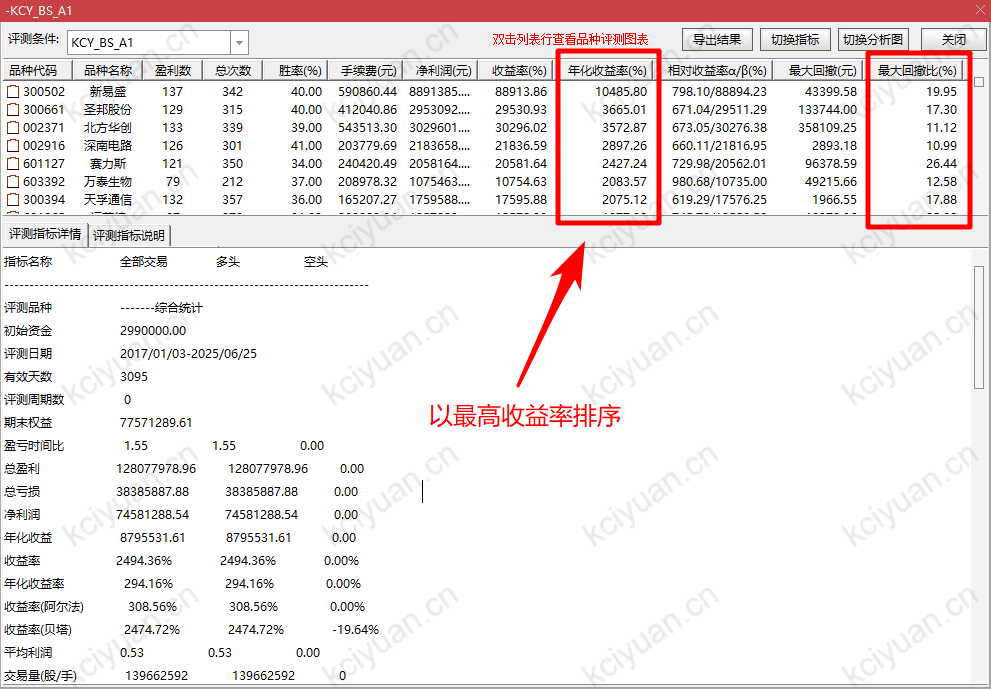 -KCY_BS_A1
评测条件: KCY_BS_A1 双击列表行查看品种评测图表 导出结果 切换指标 切换分析图 关闭
品种代码 品种名称 盈利数 总次数 胜率(%) 手续费(元) 净利润(元) 收益率(%) 年化收益率(%) 相对收益率α/β(%) 最大回撤(元) 最大回撤比(%)
300502 新易盛 137 342 40.00 590860.44 8891385.... 88913.86 10485.80 798.10/88894.23 43399.58 19.95
300661 圣邦股份 129 315 40.00 412040.86 2953092.... 29530.93 3665.01 671.04/29511.29 133744.00 17.30
002371 北方华创 133 339 39.00 543513.30 3029601.... 30296.02 3572.87 673.05/30276.38 358109.25 11.12
002916 深南电路 126 301 41.00 203779.69 2183658.... 21836.59 2897.26 660.11/21816.95 2893.18 10.99
601127 赛力斯 121 350 34.00 240420.49 2058164.... 20581.64 2427.24 729.98/20562.01 96378.59 26.44
603392 万泰生物 79 212 37.00 208978.32 1075463.... 10754.63 2083.57 980.68/10735.00 49215.66 12.58
300394 天孚通信 132 357 36.00 165207.27 1759588.... 17595.88 2075.12 619.29/17576.25 1966.55 17.88
评测指标详情 评测指标说明
指标名称 全部交易 多头 空头
--------------------------------------------------------------------------
评测品种 -------综合统计
初始资金 2990000.00
评测日期 2017/01/03-2025/06/25
有效天数 3095
评测周期数 0
以最高收益率排序
期末权益 77571289.61
盈亏时间比 1.55 1.55 0.00
总盈利 128077978.96 128077978.96 0.00
总亏损 38385887.88 38385887.88 0.00
净利润 74581288.54 74581288.54 0.00
年化收益 8795531.61 8795531.61 0.00
收益率 2494.36% 2494.36% 0.00%
年化收益率 294.16% 294.16% 0.00%
收益率(阿尔法) 308.56% 308.56% 0.00%
收益率(贝塔) 2474.72% 2474.72% -19.64%
平均利润 0.53 0.53 0.00
交易量(股/手) 139662592 139662592 0
kciyuan.cn